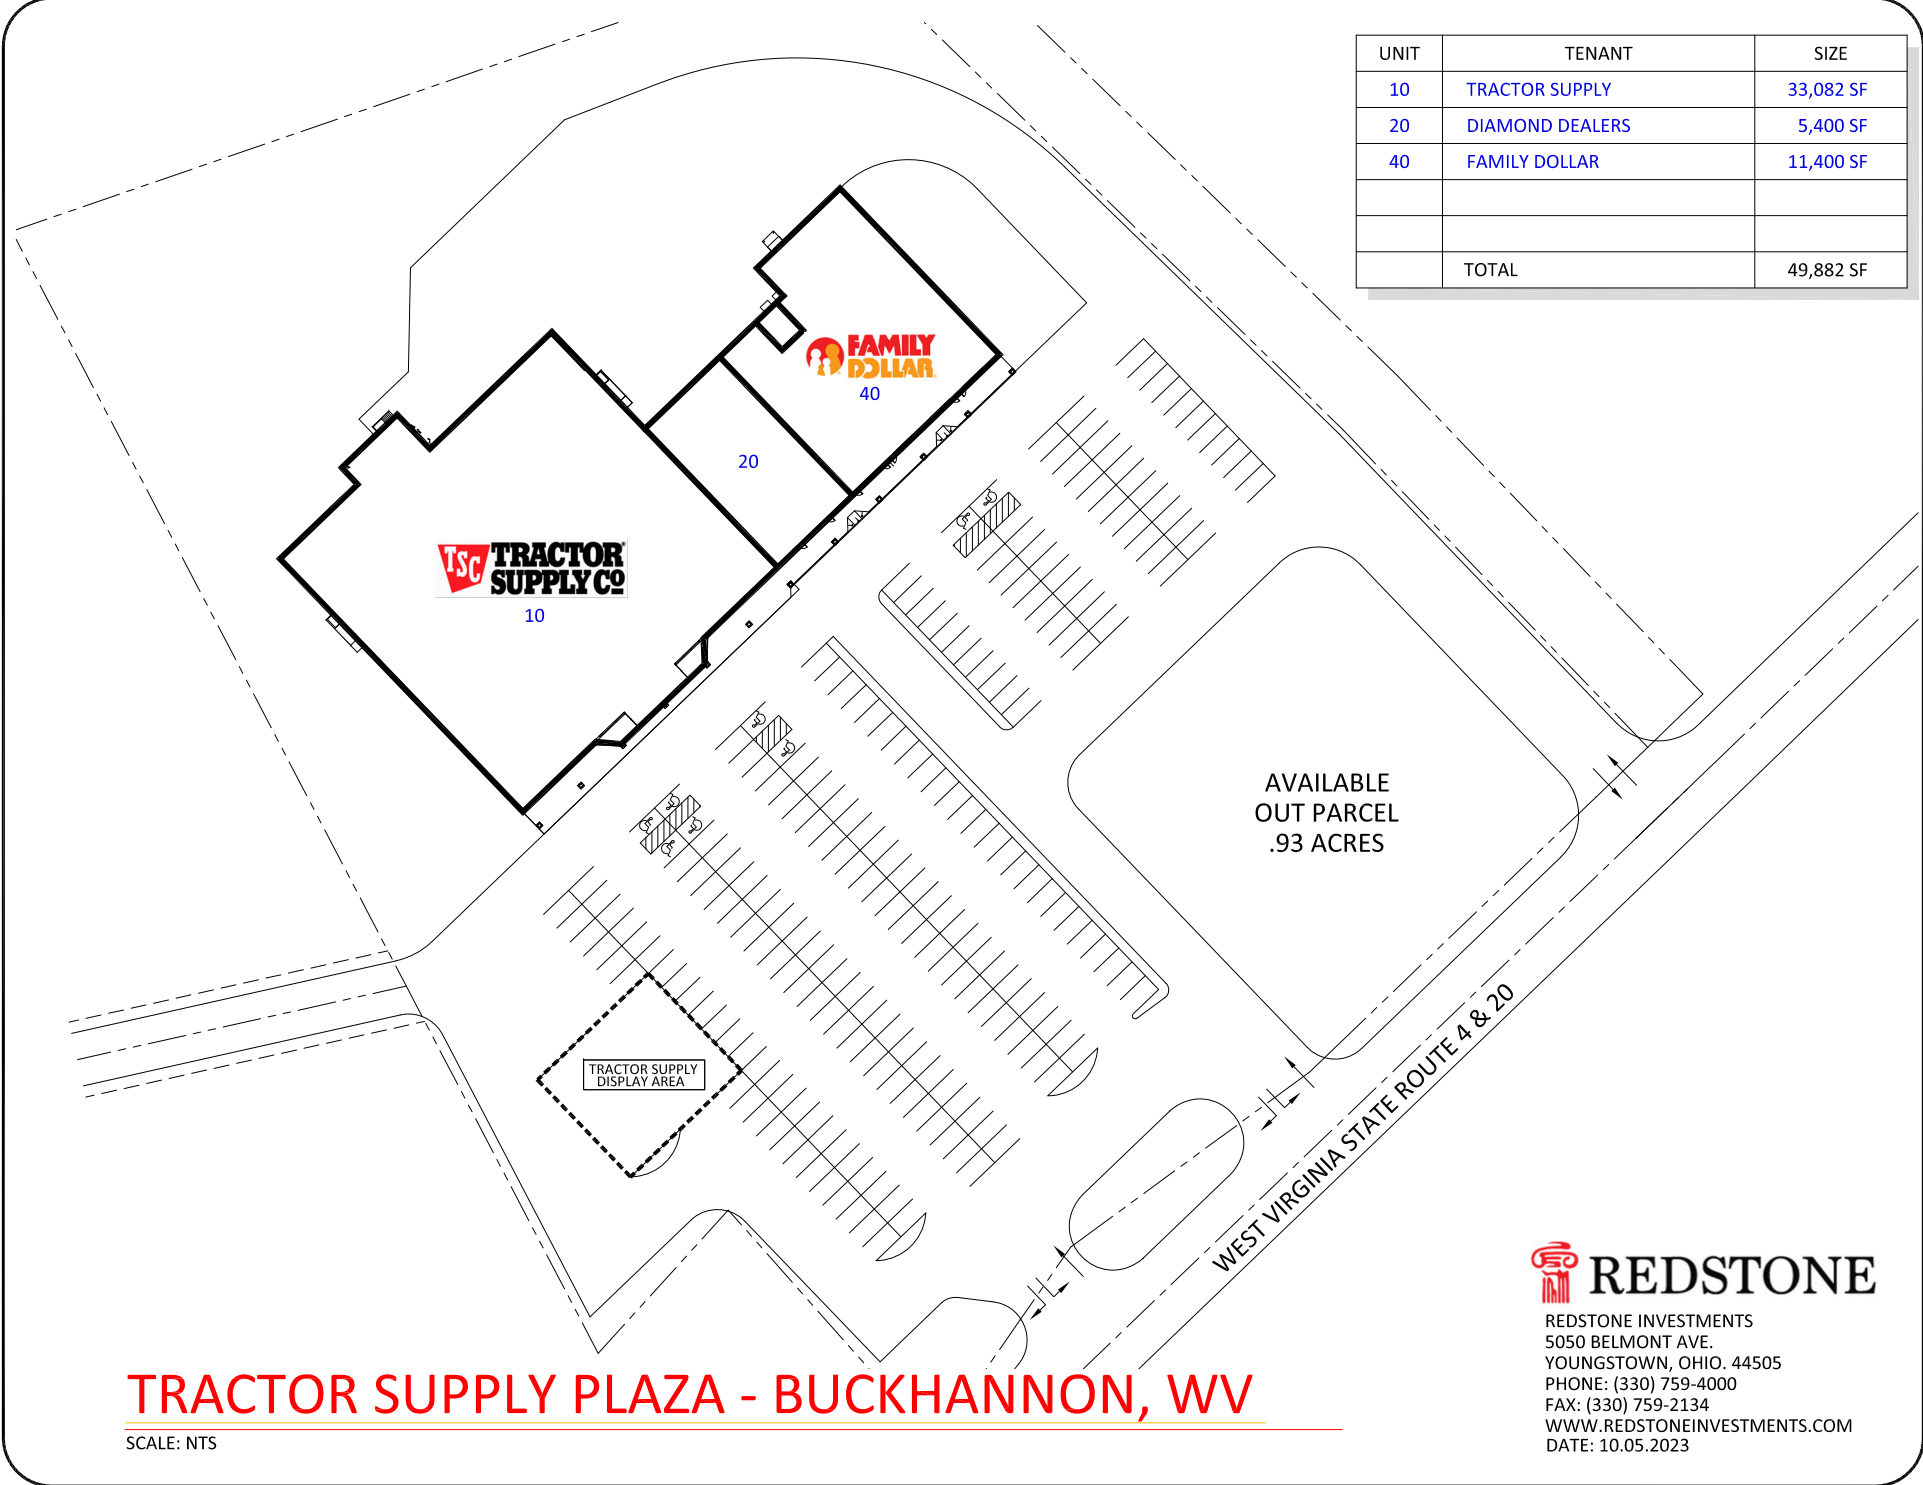 UNIT TENANT SIZE
10 TRACTOR SUPPLY 33,082 SF
20 DIAMOND DEALERS 5,400 SF
40 FAMILY DOLLAR 11,400 SF
TOTAL 49,882 SF
FAMILY
DOLLAR
40
20
TSC TRACTOR
SUPPLY CO
10
AVAILABLE
OUT PARCEL
.93 ACRES
TRACTOR SUPPLY
DISPLAY AREA
WEST VIRGINIA STATE ROUTE 4 & 20
REDSTONE
REDSTONE INVESTMENTS
5050 BELMONT AVE.
YOUNGSTOWN, OHIO. 44505
PHONE: (330) 759-4000
FAX: (330) 759-2134
WWW.REDSTONEINVESTMENTS.COM
DATE: 10.05.2023
TRACTOR SUPPLY PLAZA - BUCKHANNON, WV
SCALE: NTS